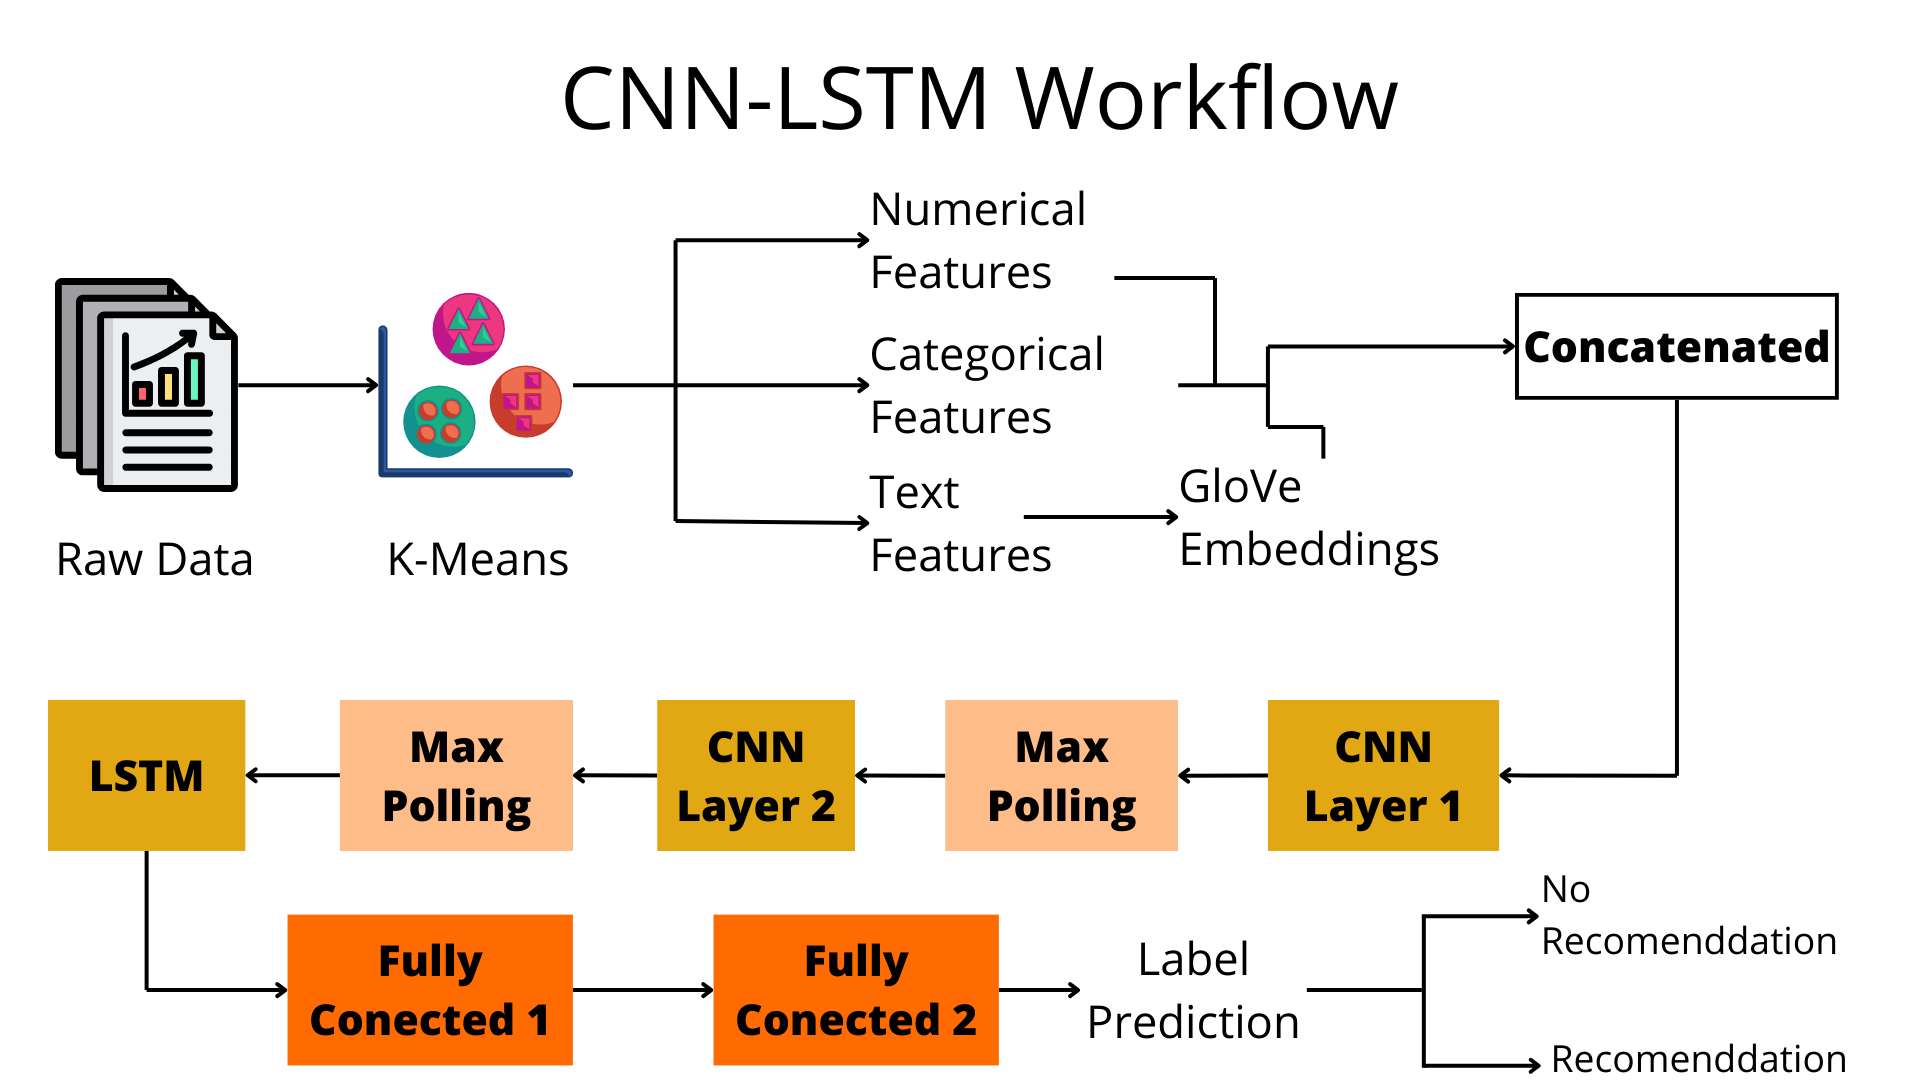 CNN-LSTM Workflow
Numerical
Features
Categorical
Features
Text
Features
GloVe
Embeddings
Concatenated
Raw Data
K-Means
LSTM
Max
Polling
CNN
Layer 2
Max
Polling
CNN
Layer 1
Fully
Conected 1
Fully
Conected 2
Label
Prediction
No
Recomenddation
Recomenddation